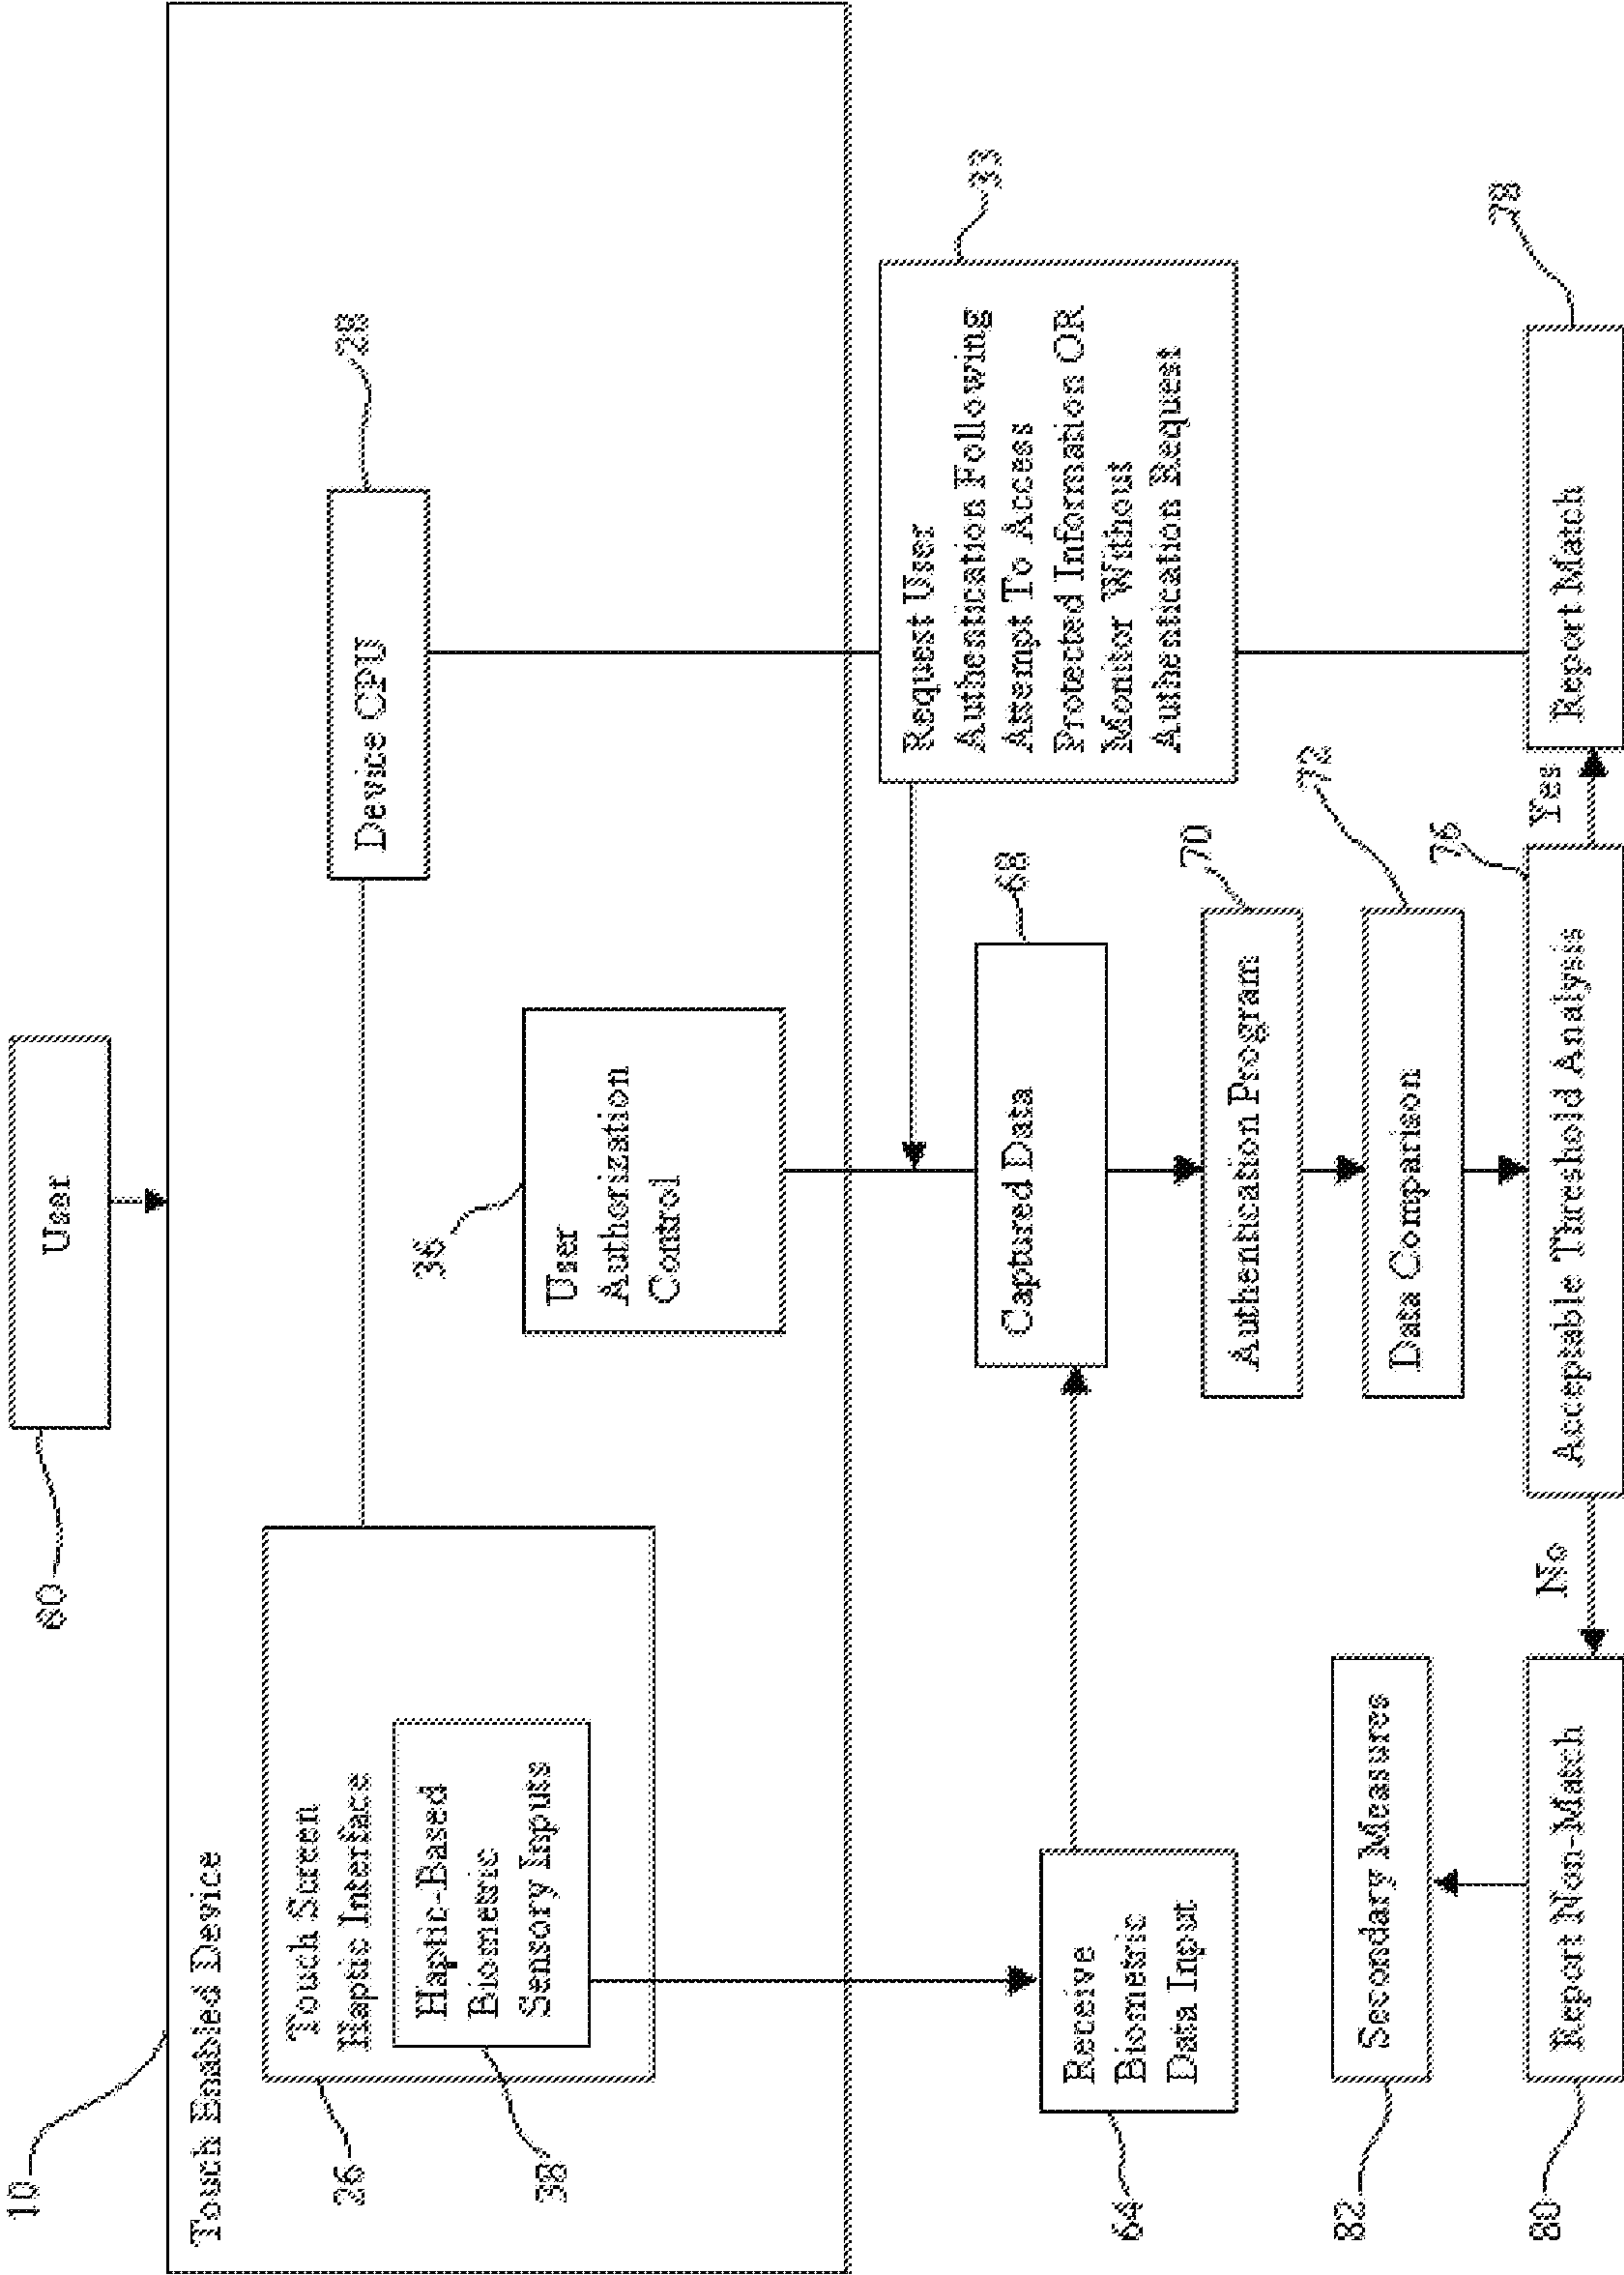 User
60
10
Touch Enabled Device
Touch Screen
Haptic Interface
Haptic-Based
Biometric
Sensory Inputs
26
38
Device CPU
28
User
Authorization
Control
36
Request User
Authentication Following
Attempt To Access
Protected Information OR
Monitor Without
Authentication Request
33
Receive
Biometric
Data Input
64
Captured Data
68
Authentication Program
70
Data Comparison
72
Secondary Measures
82
Report Non-Match
80
No
Acceptable Threshold Analysis
76
Yes
Report Match
78